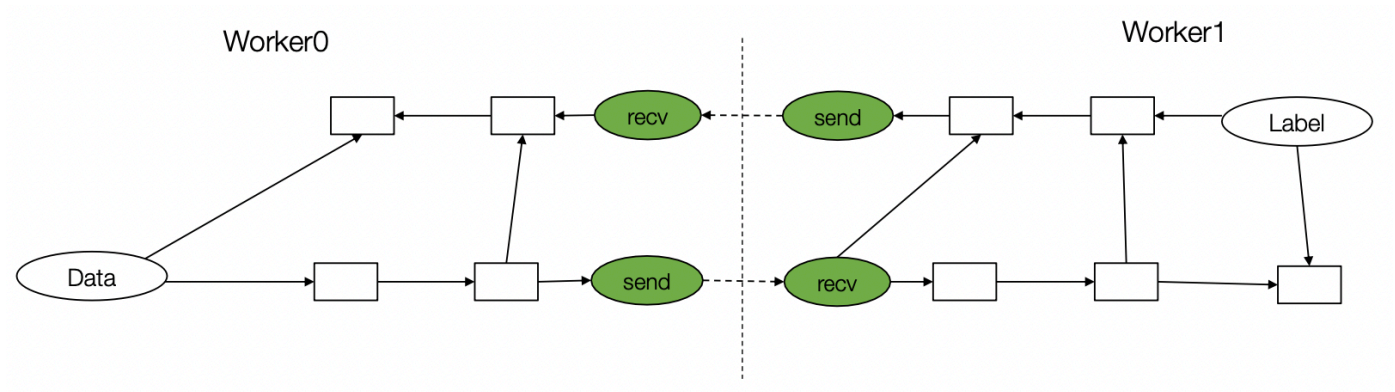 Worker0
Worker1
recv
send
Label
Data
send
recv